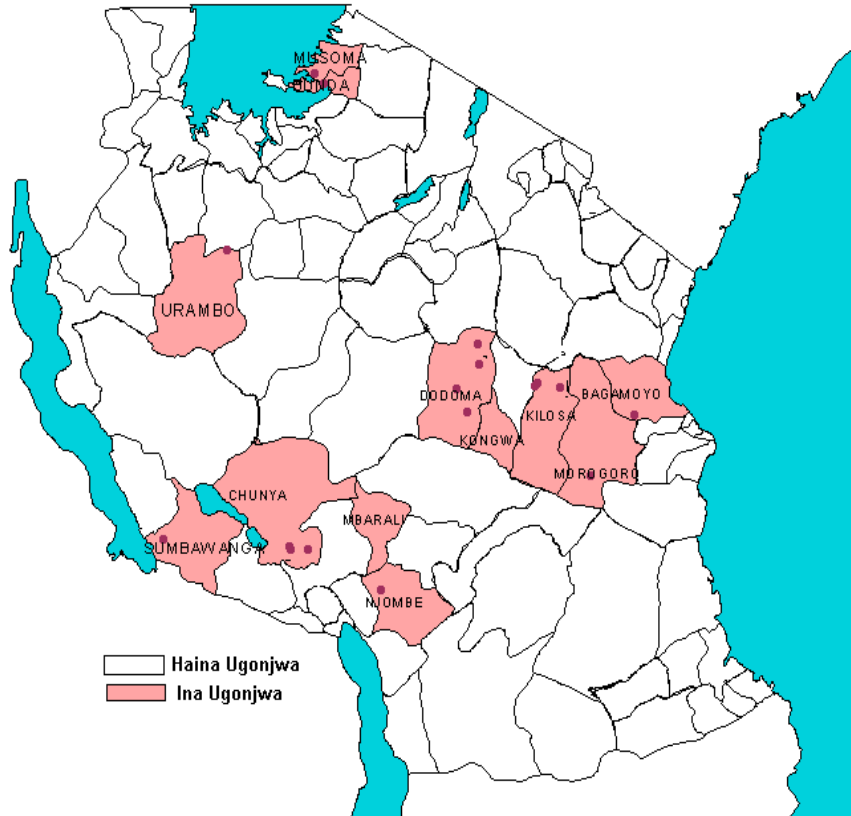 MUSOMA
BUNDA
URAMBO
DODOMA
BAGAMOYO
KILOSA
KONGWA
MOROGORO
CHUNYA
MBARALI
SUMBAWANGA
NJOMBE
Haina Ugonjwa
Ina Ugonjwa